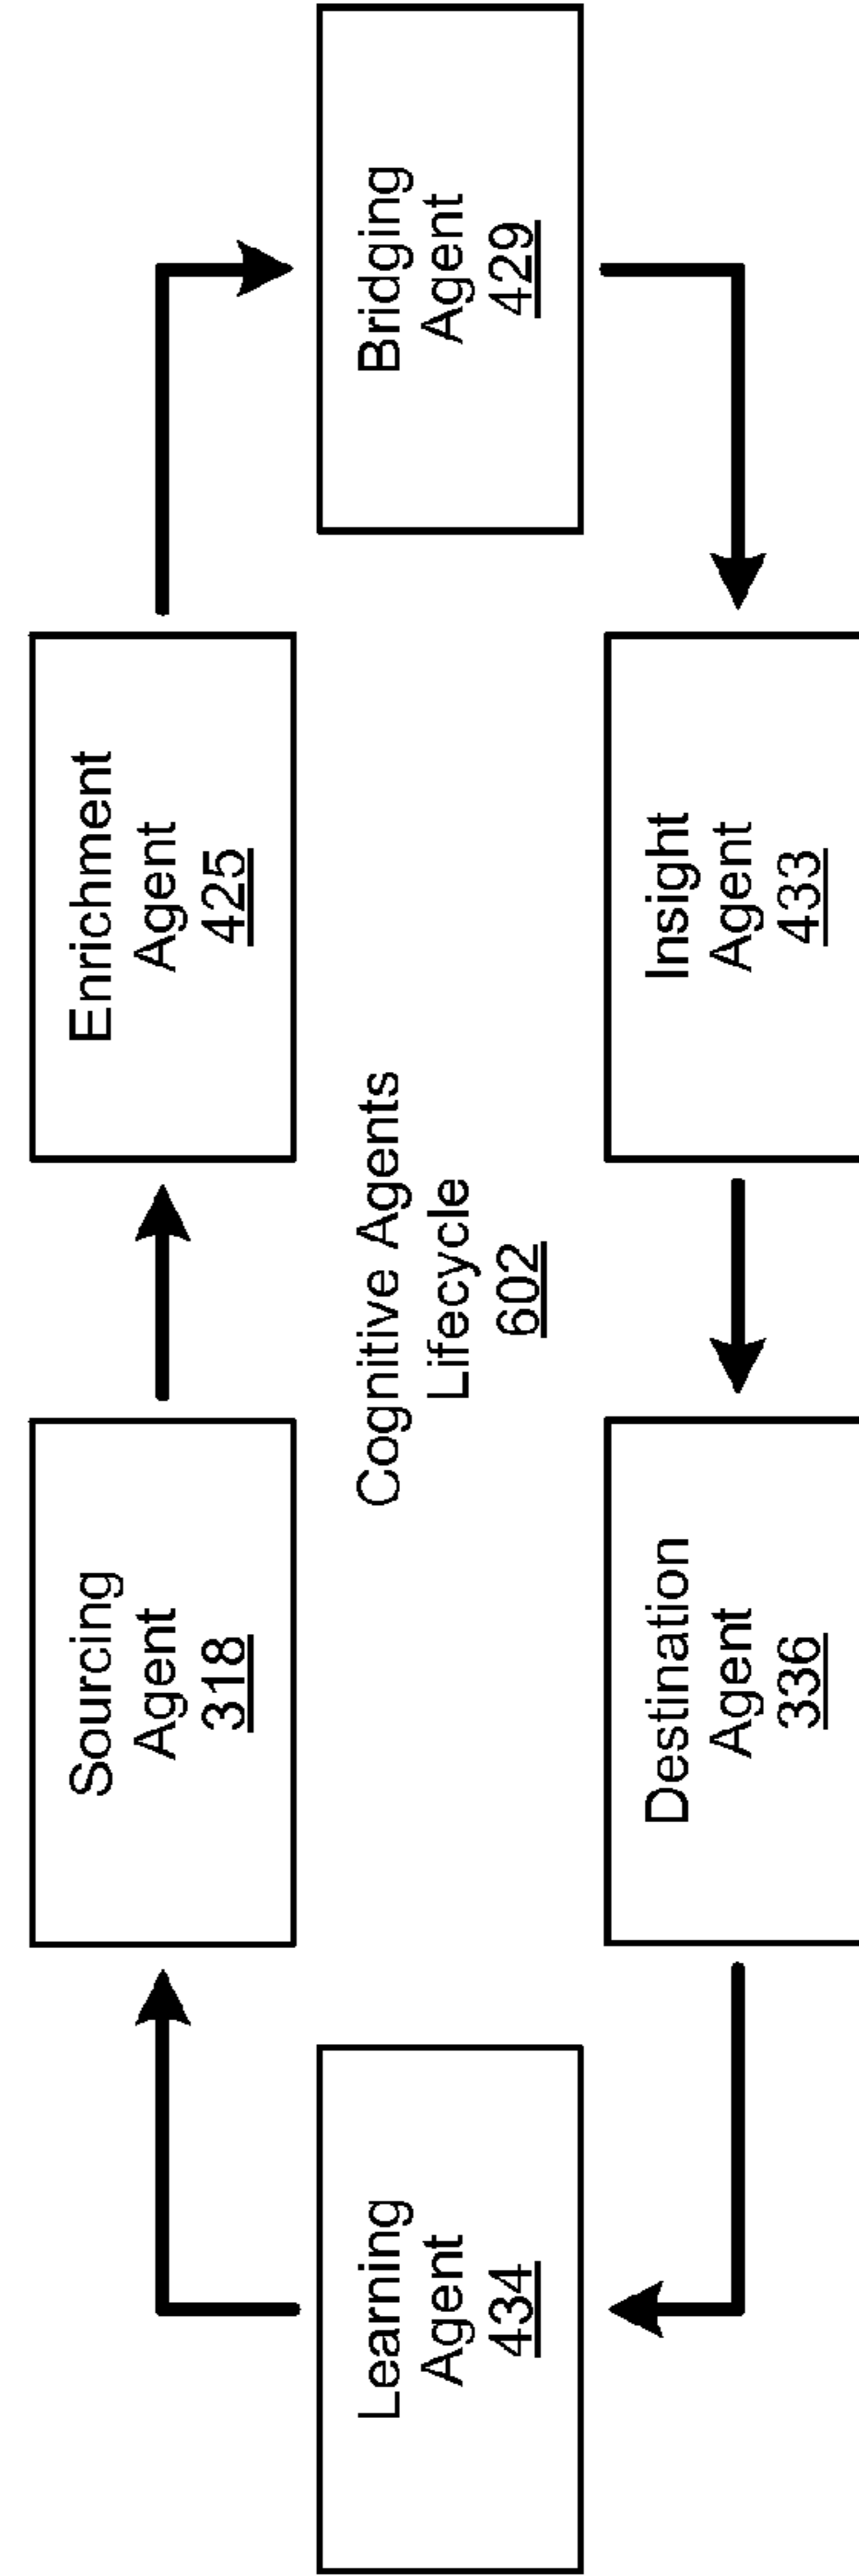 Sourcing
Agent
318
Enrichment
Agent
425
Learning
Agent
434
Cognitive Agents
Lifecycle
602
Bridging
Agent
429
Destination
Agent
336
Insight
Agent
433